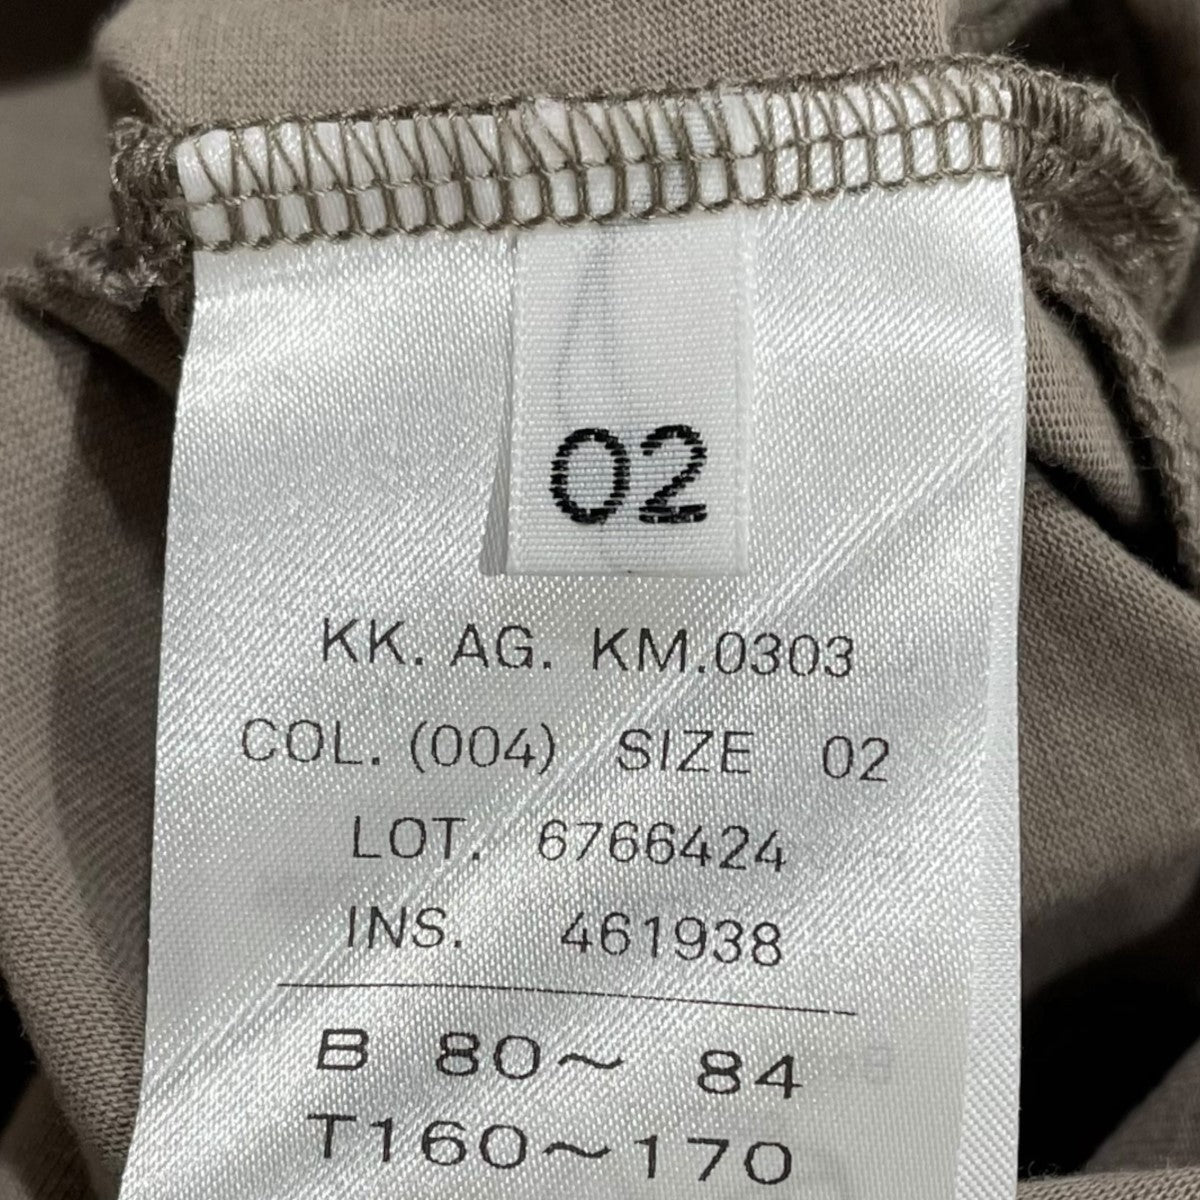 02
KK. AG. KM.0303
COL. (004) SIZE 02
LOT. 6766424
INS. 461938
B 80～ 84
T160～170